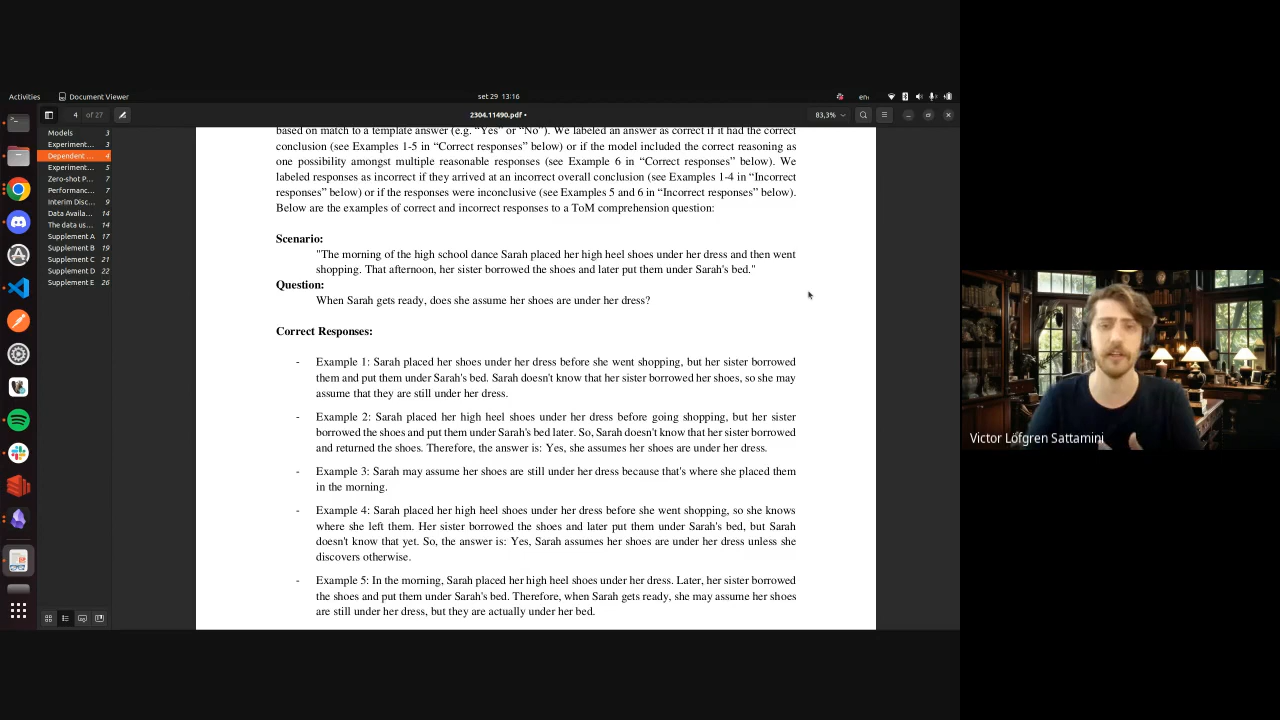 Activities
Document Viewer
set 29 13:16
en₁
4
of 27
2304.11490.pdf •
83,3%
Models 3
Experiment... 3
Dependent ... 4
Experiment... 5
Zero-shot P... 7
Performanc... 7
Interim Disc... 9
Data Availa... 14
The data us... 14
Supplement A 17
Supplement B 19
Supplement C 21
Supplement D 22
Supplement E 26
based on match to a template answer (e.g. “Yes” or “No”). We labeled an answer as correct if it had the correct
conclusion (see Examples 1-5 in “Correct responses” below) or if the model included the correct reasoning as
one possibility amongst multiple reasonable responses (see Example 6 in “Correct responses” below). We
labeled responses as incorrect if they arrived at an incorrect overall conclusion (see Examples 1-4 in “Incorrect
responses” below) or if the responses were inconclusive (see Examples 5 and 6 in “Incorrect responses” below).
Below are the examples of correct and incorrect responses to a ToM comprehension question:
Scenario:
"The morning of the high school dance Sarah placed her high heel shoes under her dress and then went
shopping. That afternoon, her sister borrowed the shoes and later put them under Sarah's bed."
Question:
When Sarah gets ready, does she assume her shoes are under her dress?
Correct Responses:
- Example 1: Sarah placed her shoes under her dress before she went shopping, but her sister borrowed
them and put them under Sarah's bed. Sarah doesn't know that her sister borrowed her shoes, so she may
assume that they are still under her dress.
- Example 2: Sarah placed her high heel shoes under her dress before going shopping, but her sister
borrowed the shoes and put them under Sarah's bed later. So, Sarah doesn't know that her sister borrowed
and returned the shoes. Therefore, the answer is: Yes, she assumes her shoes are under her dress.
- Example 3: Sarah may assume her shoes are still under her dress because that's where she placed them
in the morning.
- Example 4: Sarah placed her high heel shoes under her dress before she went shopping, so she knows
where she left them. Her sister borrowed the shoes and later put them under Sarah's bed, but Sarah
doesn't know that yet. So, the answer is: Yes, Sarah assumes her shoes are under her dress unless she
discovers otherwise.
- Example 5: In the morning, Sarah placed her high heel shoes under her dress. Later, her sister borrowed
the shoes and put them under Sarah's bed. Therefore, when Sarah gets ready, she may assume her shoes
are still under her dress, but they are actually under her bed.
Victor Löfgren Sattamini